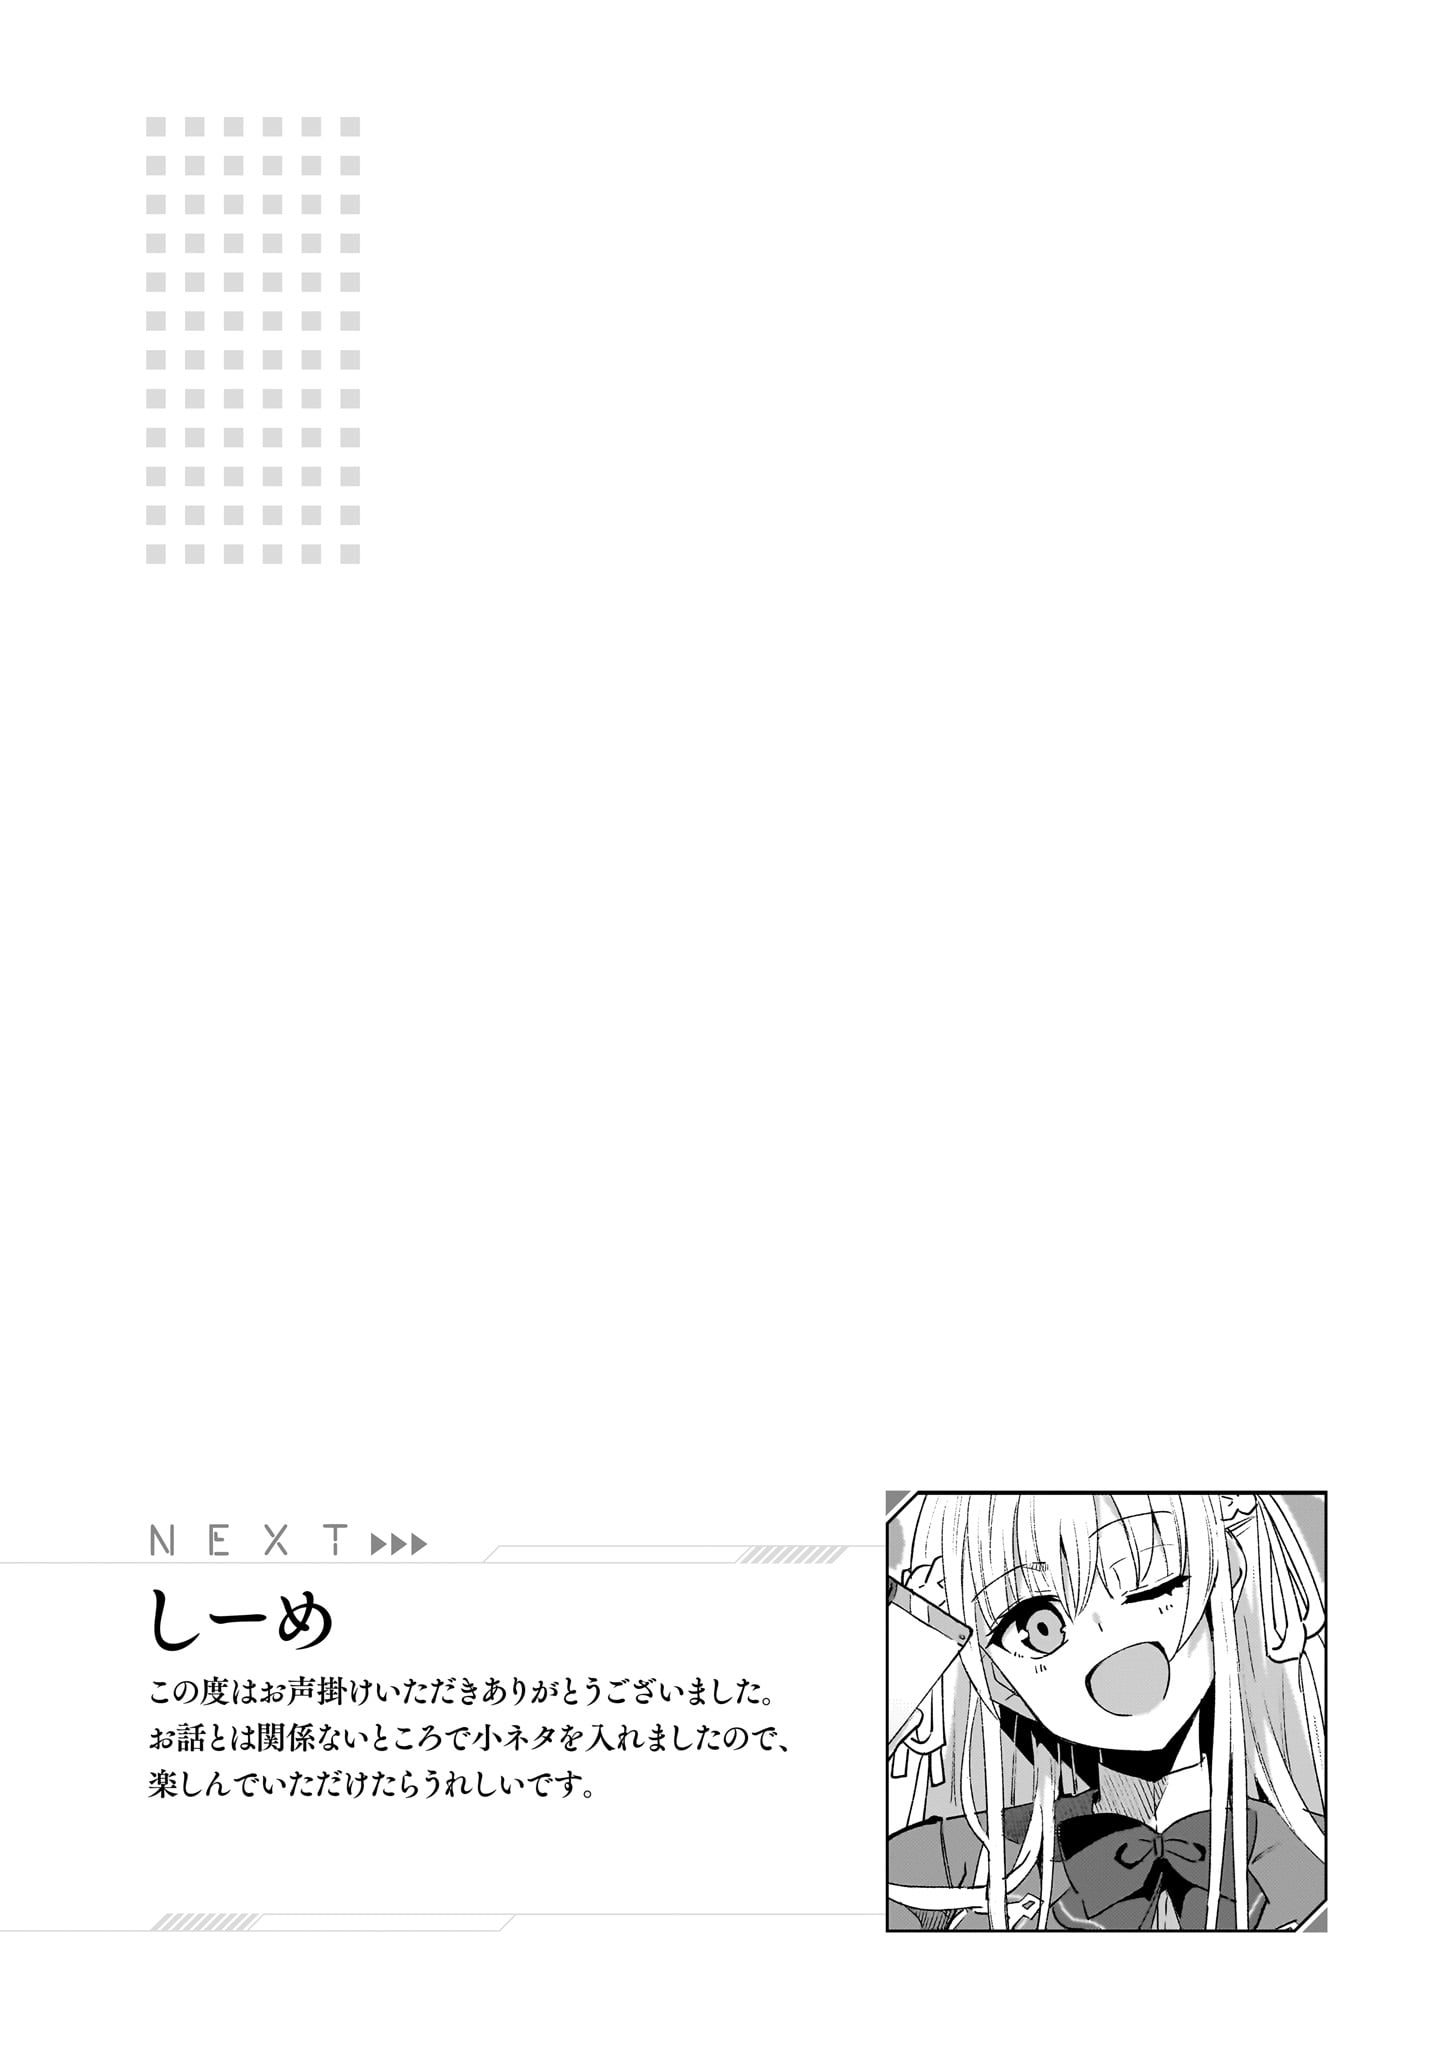 NEXT▶▶▶
しーめ
この度はお声掛けいただきありがとうございました。
お話とは関係ないところで小ネタを入れましたので、
楽しんでいただけたらうれしいです。